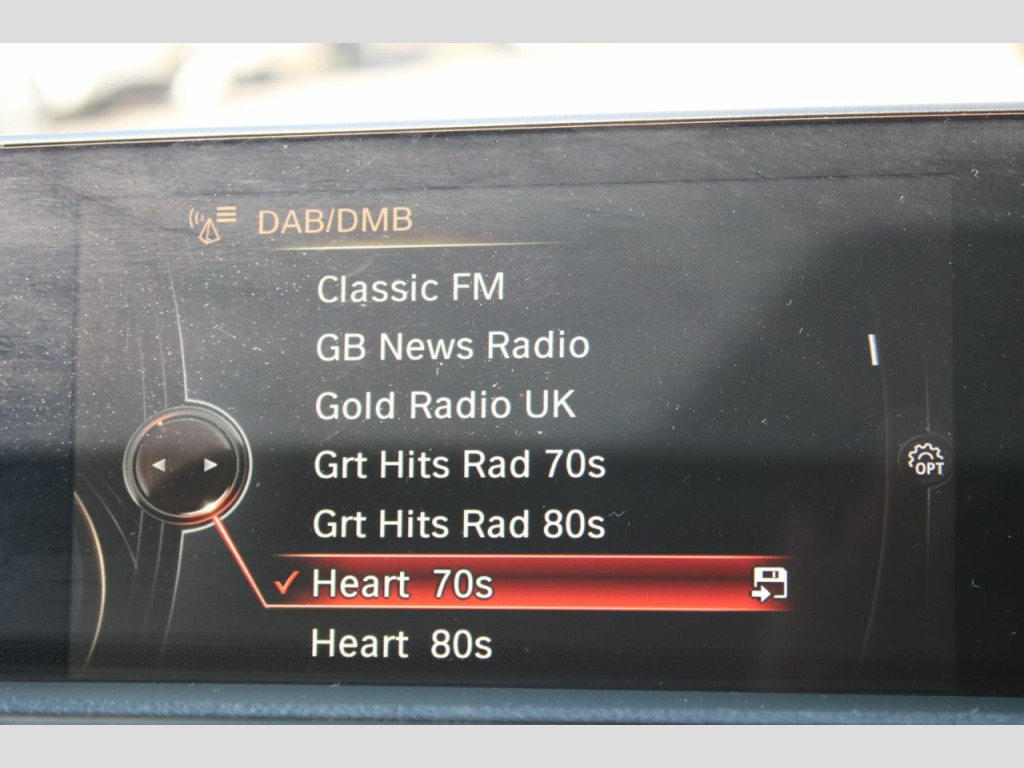 DAB/DMB
Classic FM
GB News Radio
Gold Radio UK
Grt Hits Rad 70s
OPT
Grt Hits Rad 80s
Heart 70s
Heart 80s